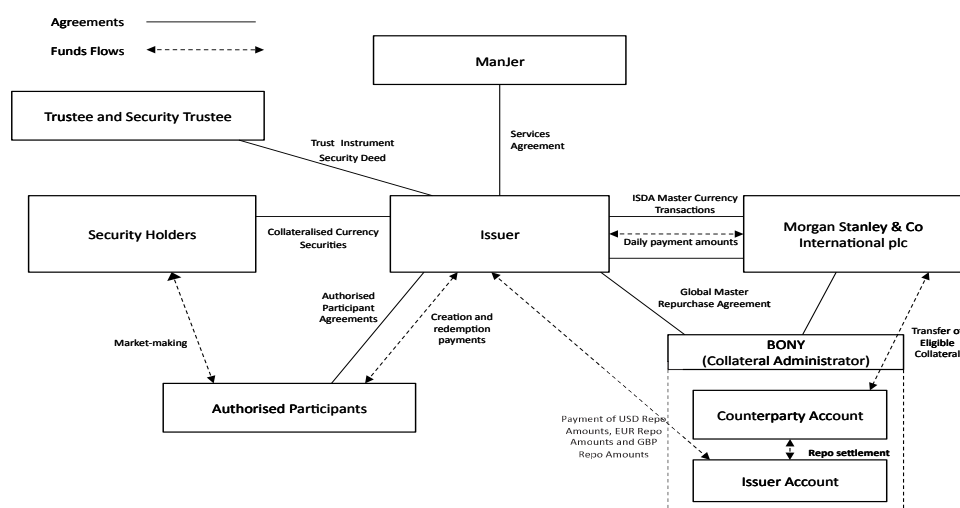 Agreements
Funds Flows
ManJer
Trustee and Security Trustee
Trust Instrument
Security Deed
Services
Agreement
Security Holders
Collateralised Currency
Securities
Issuer
ISDA Master Currency
Transactions
Daily payment amounts
Morgan Stanley & Co
International plc
Authorised
Participant
Agreements
Creation and
redemption
payments
Global Master
Repurchase Agreement
Market-making
BONY
(Collateral Administrator)
Transfer of
Eligible
Collateral
Authorised Participants
Counterparty Account
Payment of USD Repo
Amounts, EUR Repo
Amounts and GBP
Repo Amounts
Repo settlement
Issuer Account